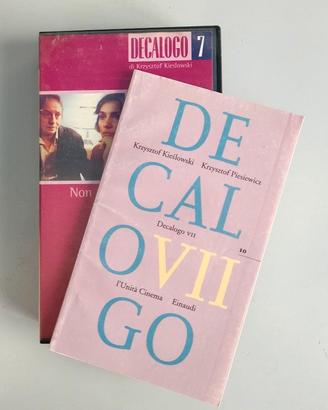 DECALOGO 7
di Krzysztof Kieslowski
Non
DE
Krzysztof Kieślowski Krzysztof Piesiewicz
CAL
Decalogo VII
10
OVII
l'Unità Cinema Einaudi
GO